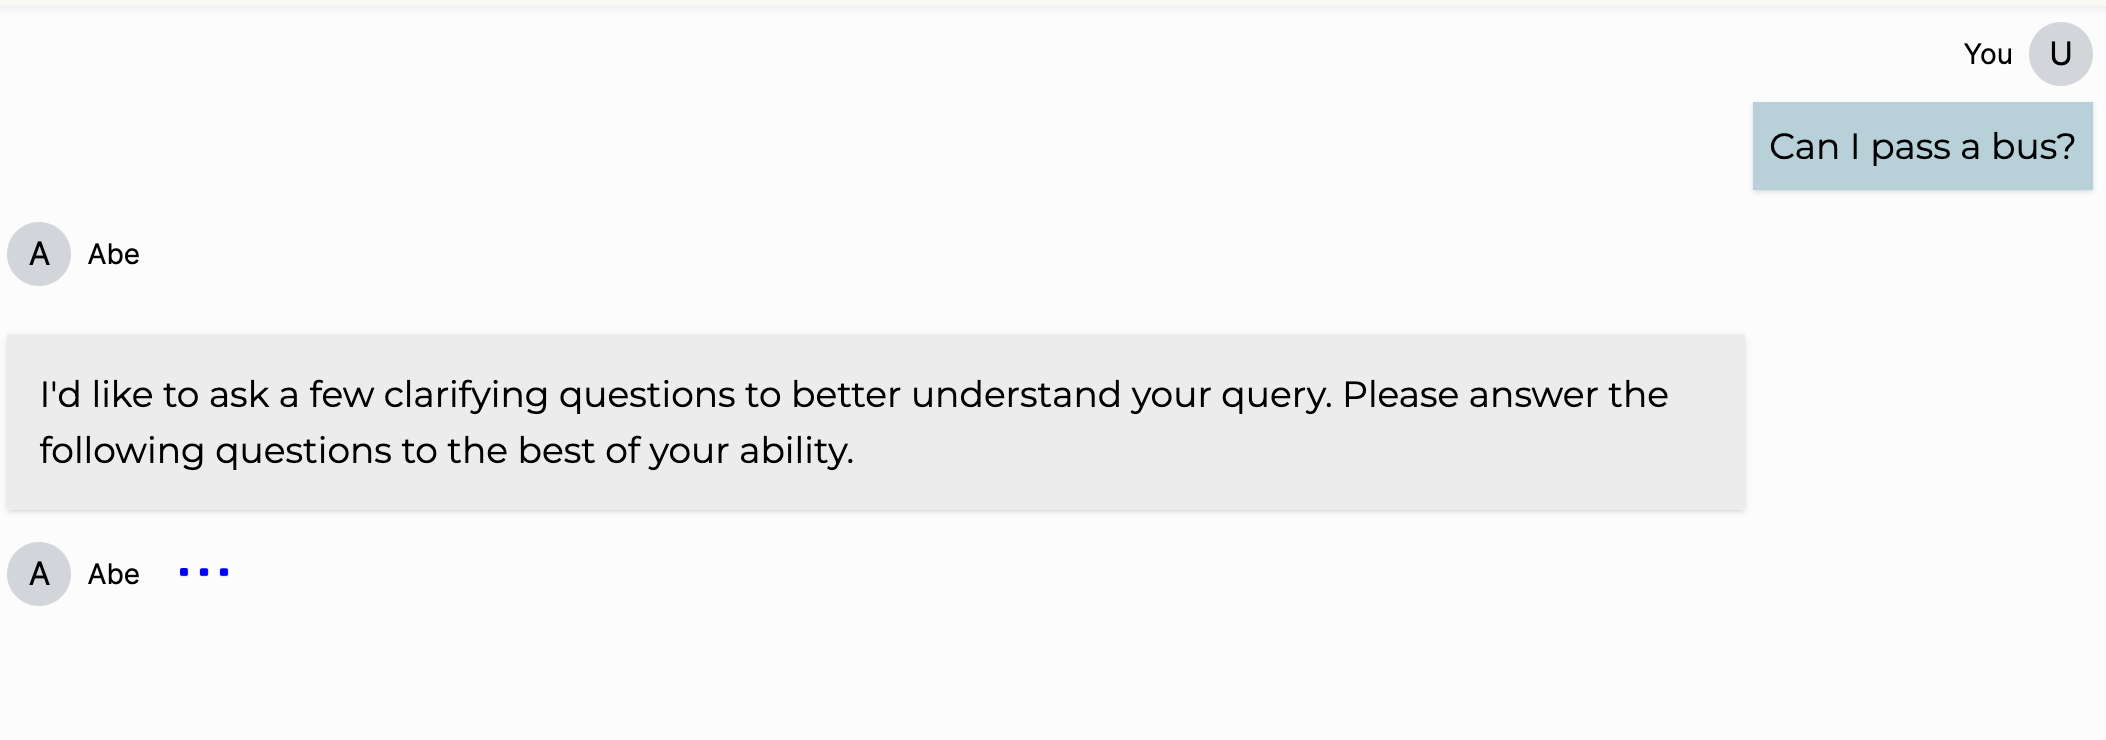 You U
Can I pass a bus?
A Abe
I'd like to ask a few clarifying questions to better understand your query. Please answer the
following questions to the best of your ability.
A Abe ...